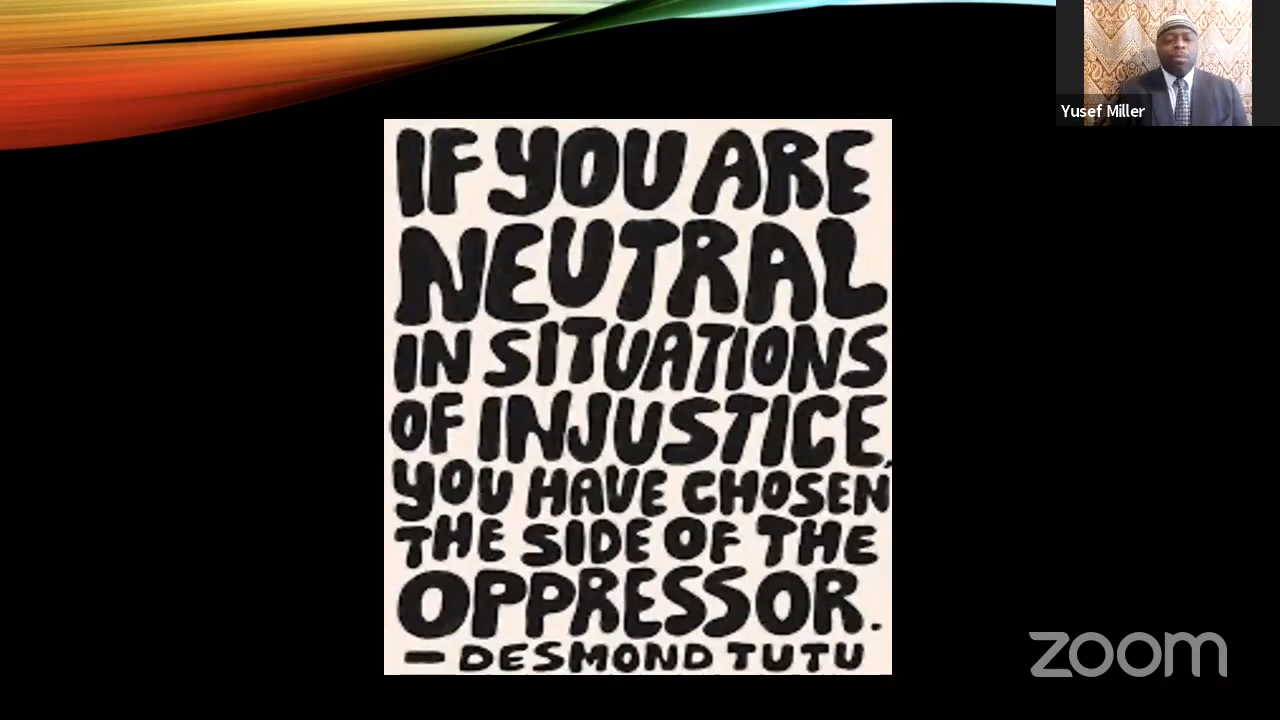 Yusef Miller
IF YOU ARE
NEUTRAL
IN SITUATIONS
OF INJUSTICE,
YOU HAVE CHOSEN
THE SIDE OF THE
OPPRESSOR.
— DESMOND TUTU
zoom